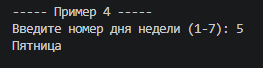 ----- Пример 4 -----
Введите номер дня недели (1-7): 5
Пятница